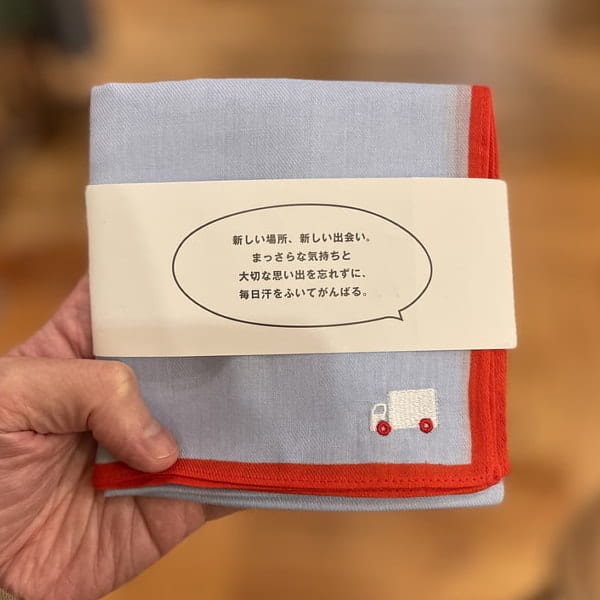 新しい場所、新しい出会い。
まっさらな気持ちと
大切な思い出を忘れずに、
毎日汗をふいてがんばる。